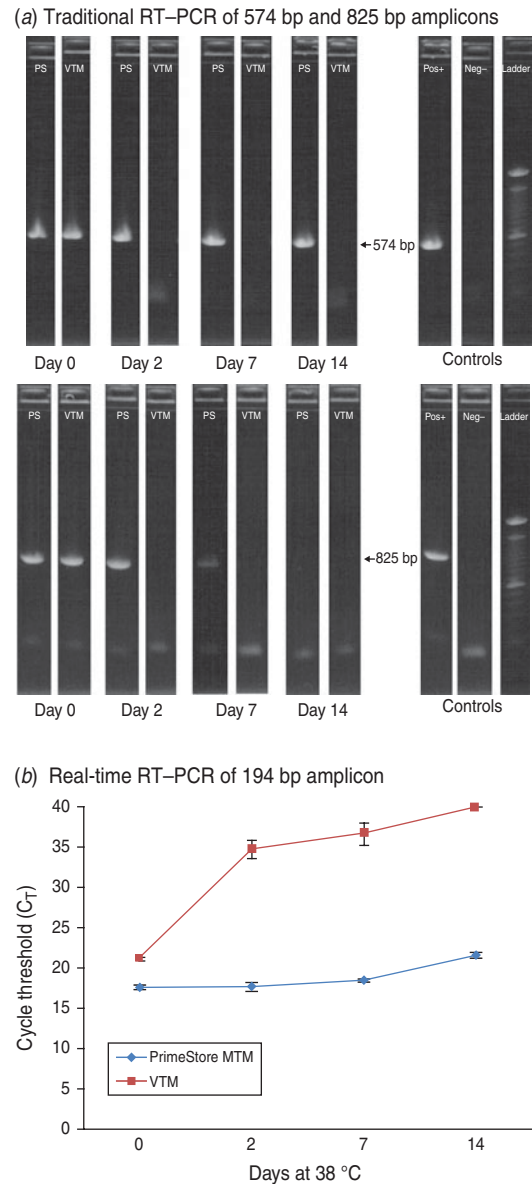 (a) Traditional RT–PCR of 574 bp and 825 bp amplicons
PS VTM PS VTM PS VTM PS VTM Pos+ Neg– Ladder
←574 bp
Day 0 Day 2 Day 7 Day 14 Controls
PS VTM PS VTM PS VTM PS VTM Pos+ Neg– Ladder
←825 bp
Day 0 Day 2 Day 7 Day 14 Controls
(b) Real-time RT–PCR of 194 bp amplicon
Cycle threshold (CT)
40
35
30
25
20
15
10
5
0
PrimeStore MTM
VTM
0 2 7 14
Days at 38 °C